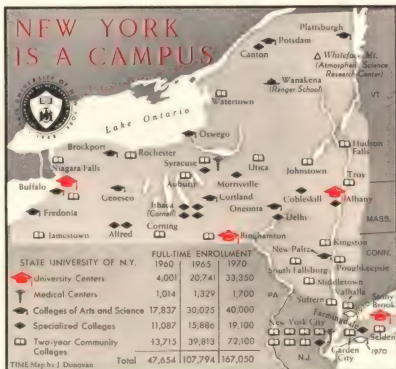 NEW YORK
IS A CAMPUS
Plattsburgh
Potsdam
Canton
Whiteface Mt.
(Atmospheric Science
Research Center)
Wanakena
(Ranger School)
VT
Watertown
Lake Ontario
Oswego
Hudson
Falls
Brockport
Rochester
Niagara Falls
Syracuse
Utica
Johnstown
Troy
Auburn
Morrisville
Buffalo
Geneseo
Ithaca
(Cornell)
Cortland
Cobleskill
Albany
Oneonta
Delhi
MASS.
Fredonia
Corning
Jamestown
Alfred
Binghamton
Kingston
New Paltz
CONN.
Poughkeepsie
South Fallsburg
Middletown
Valhalla
Suffern
Stony
Brook
PA
New York City
Farmingdale
Selden
1970
Garden
City
1970
N.J.
FULL-TIME ENROLLMENT
STATE UNIVERSITY OF N.Y. 1960 1965 1970
University Centers 4,001 20,741 33,350
Medical Centers 1,014 1,329 1,700
Colleges of Arts and Science 17,837 30,025 40,000
Specialized Colleges 11,087 15,886 19,100
Two-year Community
Colleges 13,715 39,813 72,100
Total 47,654 107,794 167,050
TIME Map by J. Donovan